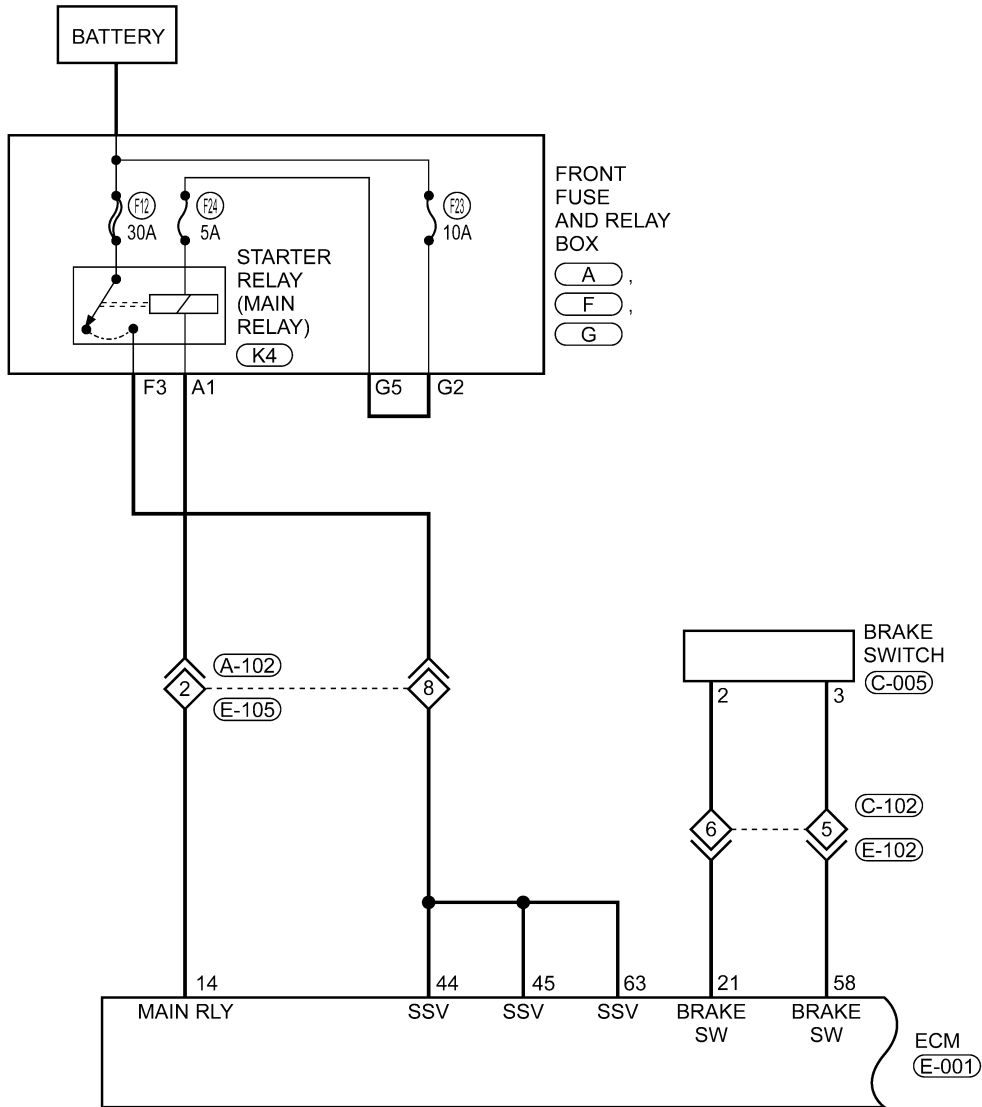 BATTERY
FRONT
FUSE
AND RELAY
BOX
A ,
F ,
G
F12
30A
F24
5A
F23
10A
STARTER
RELAY
(MAIN
RELAY)
K4
F3
A1
G5
G2
BRAKE
SWITCH
C-005
A-102
2
8
E-105
2
3
C-102
6
5
E-102
14
44
45
63
21
58
MAIN RLY
SSV
SSV
SSV
BRAKE
SW
BRAKE
SW
ECM
E-001